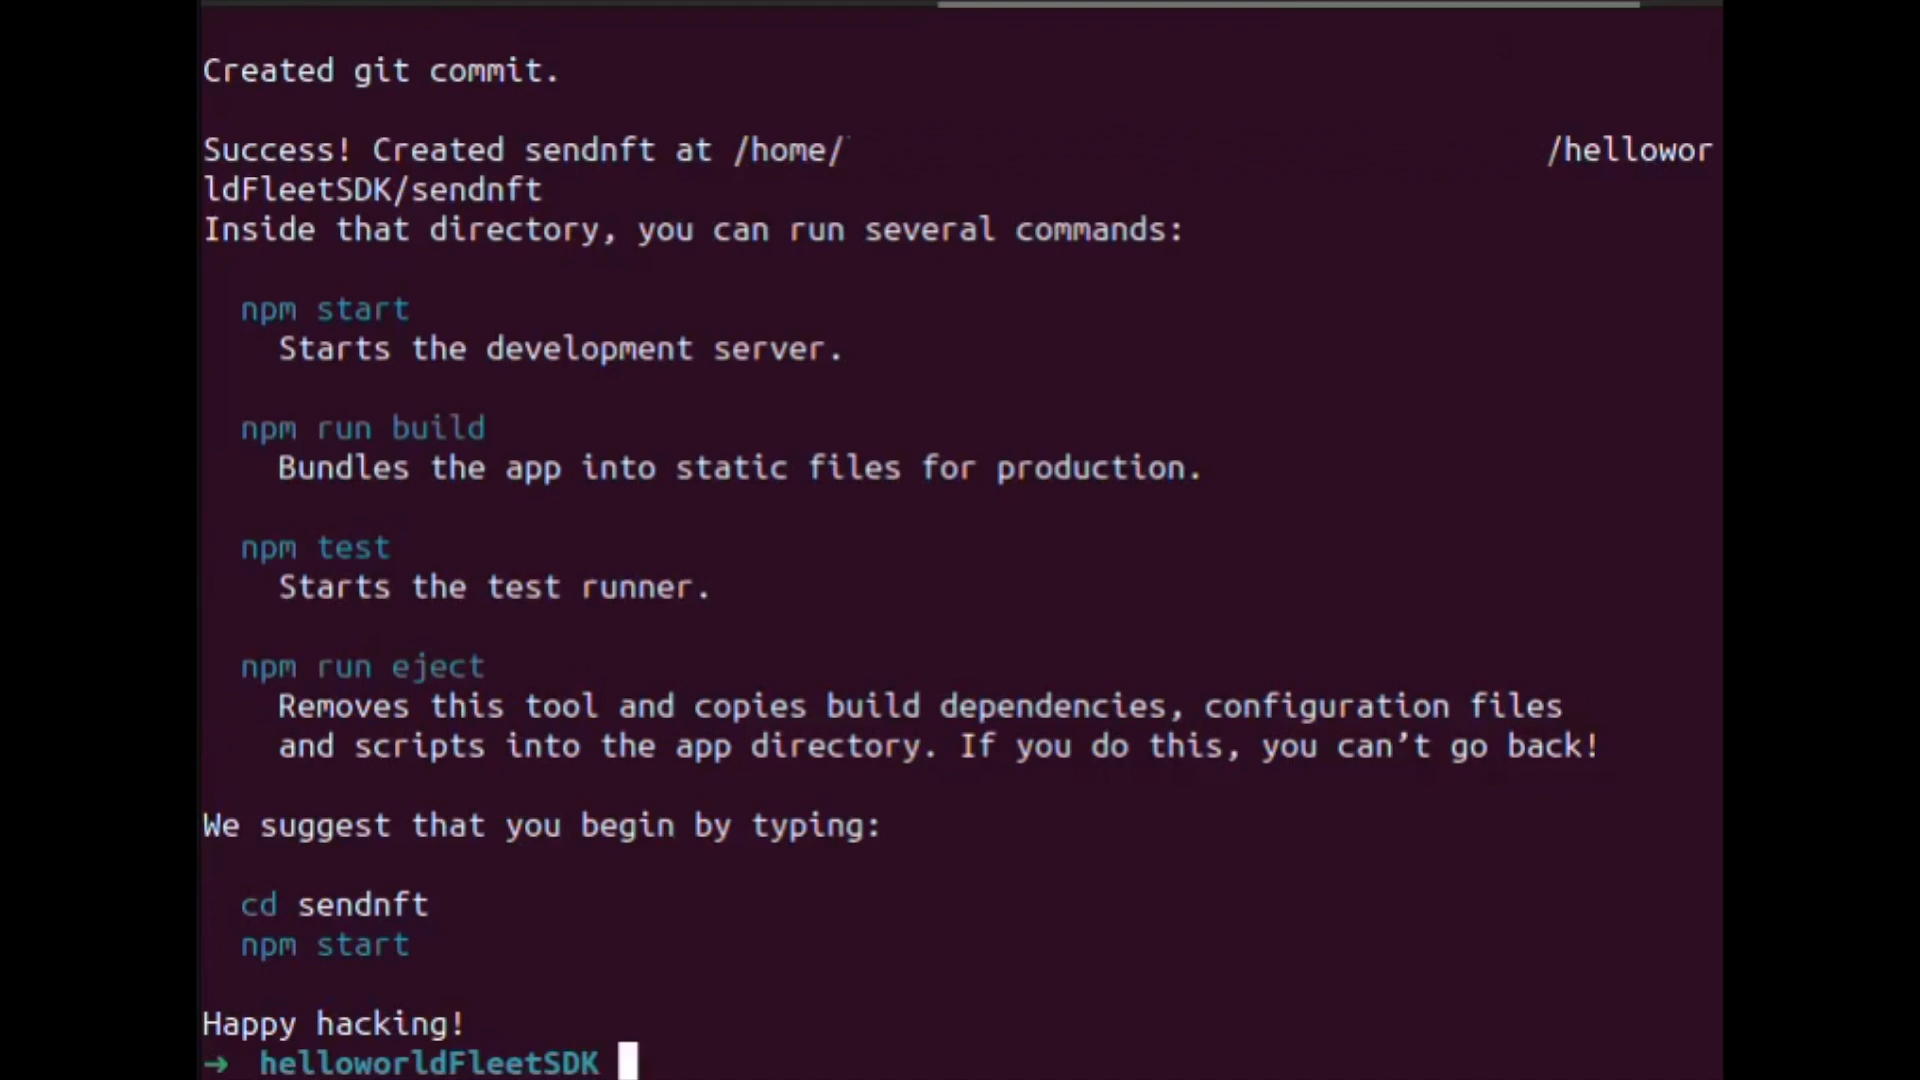 Created git commit.
Success! Created sendnft at /home/ /hellowor
ldFleetSDK/sendnft
Inside that directory, you can run several commands:
npm start
Starts the development server.
npm run build
Bundles the app into static files for production.
npm test
Starts the test runner.
npm run eject
Removes this tool and copies build dependencies, configuration files
and scripts into the app directory. If you do this, you can’t go back!
We suggest that you begin by typing:
cd sendnft
npm start
Happy hacking!
→ helloworldFleetSDK